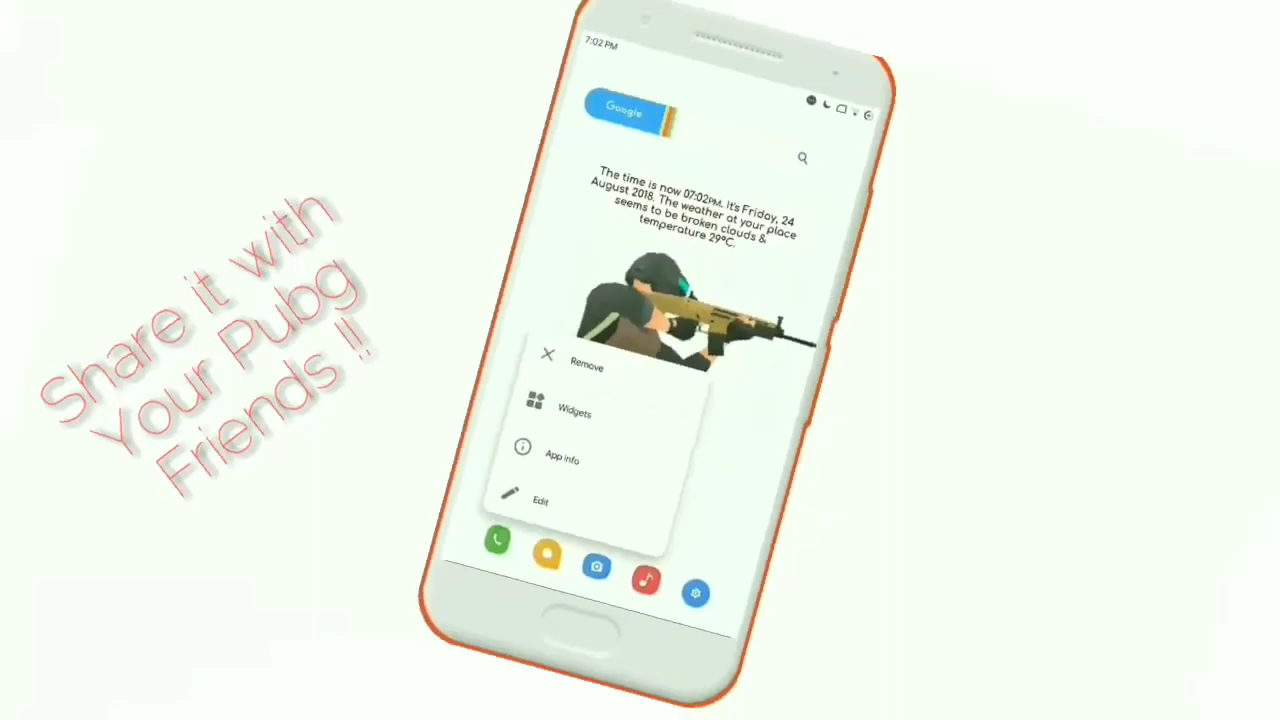 7:02 PM
Google
The time is now 07:02PM. It's Friday, 24
August 2018. The weather at your place
seems to be broken clouds &
temperature 29°C.
Remove
Widgets
App info
Edit
Share it with
Your Pubg
Friends !!